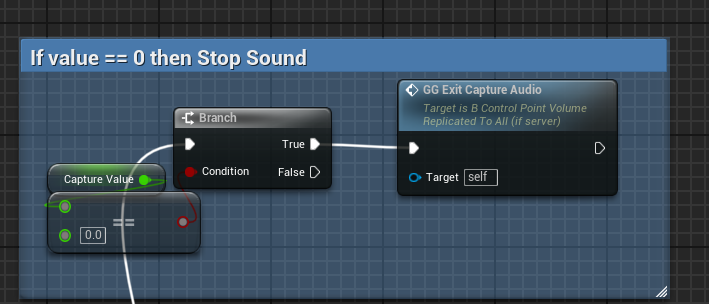 If value == 0 then Stop Sound
GG Exit Capture Audio
Target is B Control Point Volume
Replicated To All (if server)
Branch
True
Condition
False
Target self
Capture Value
==
0.0